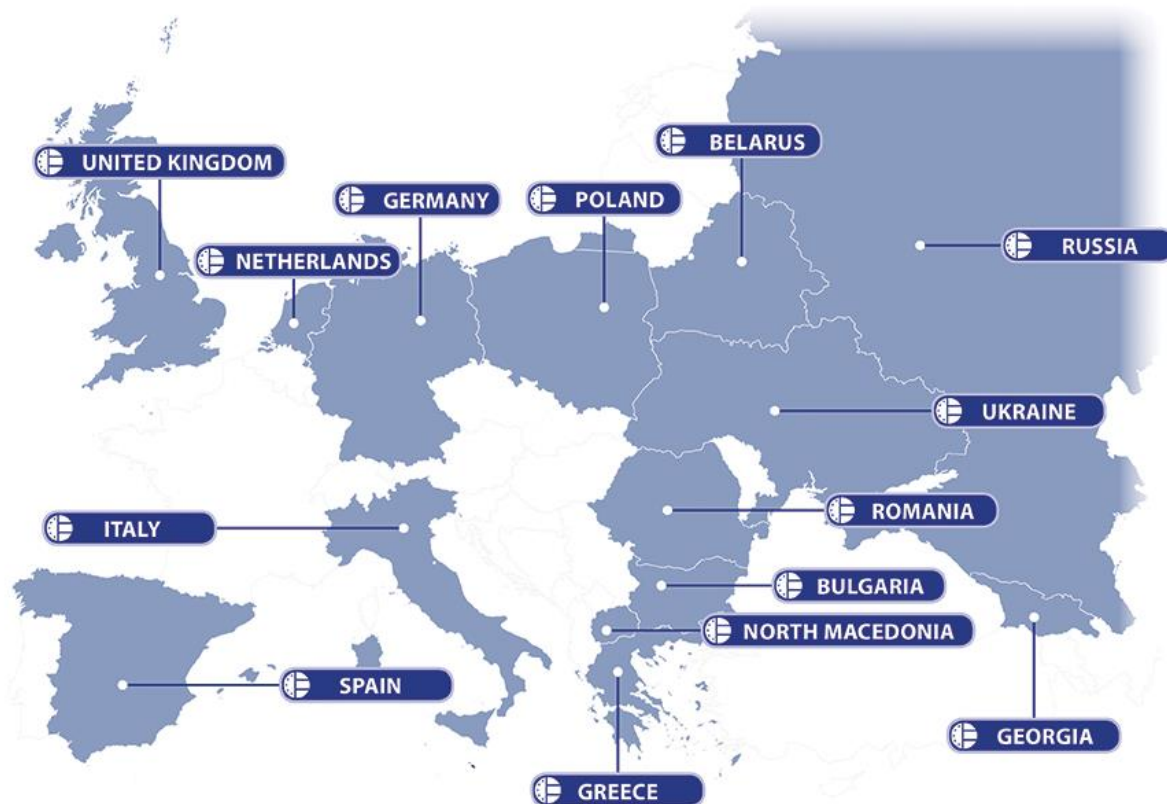 BELARUS
UNITED KINGDOM
GERMANY
POLAND
RUSSIA
NETHERLANDS
UKRAINE
ROMANIA
ITALY
BULGARIA
NORTH MACEDONIA
SPAIN
GEORGIA
GREECE